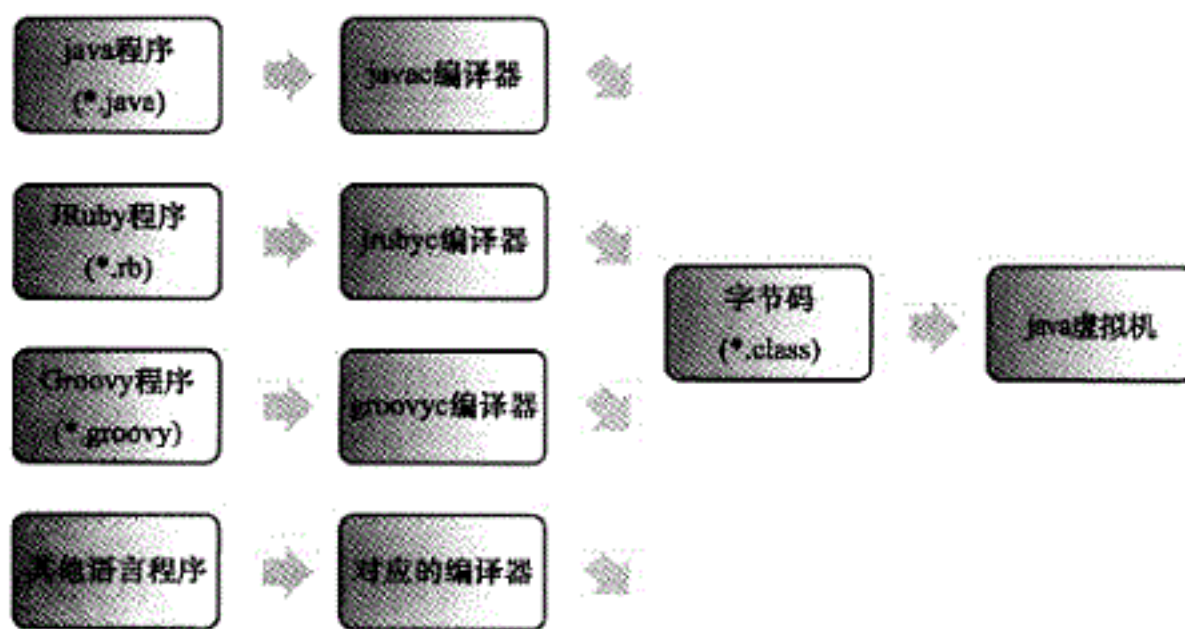 java程序
(*.java)
javac编译器
JRuby程序
(*.rb)
jrubyc编译器
Groovy程序
(*.groovy)
groovyc编译器
其他语言程序
对应的编译器
字节码
(*.class)
java虚拟机